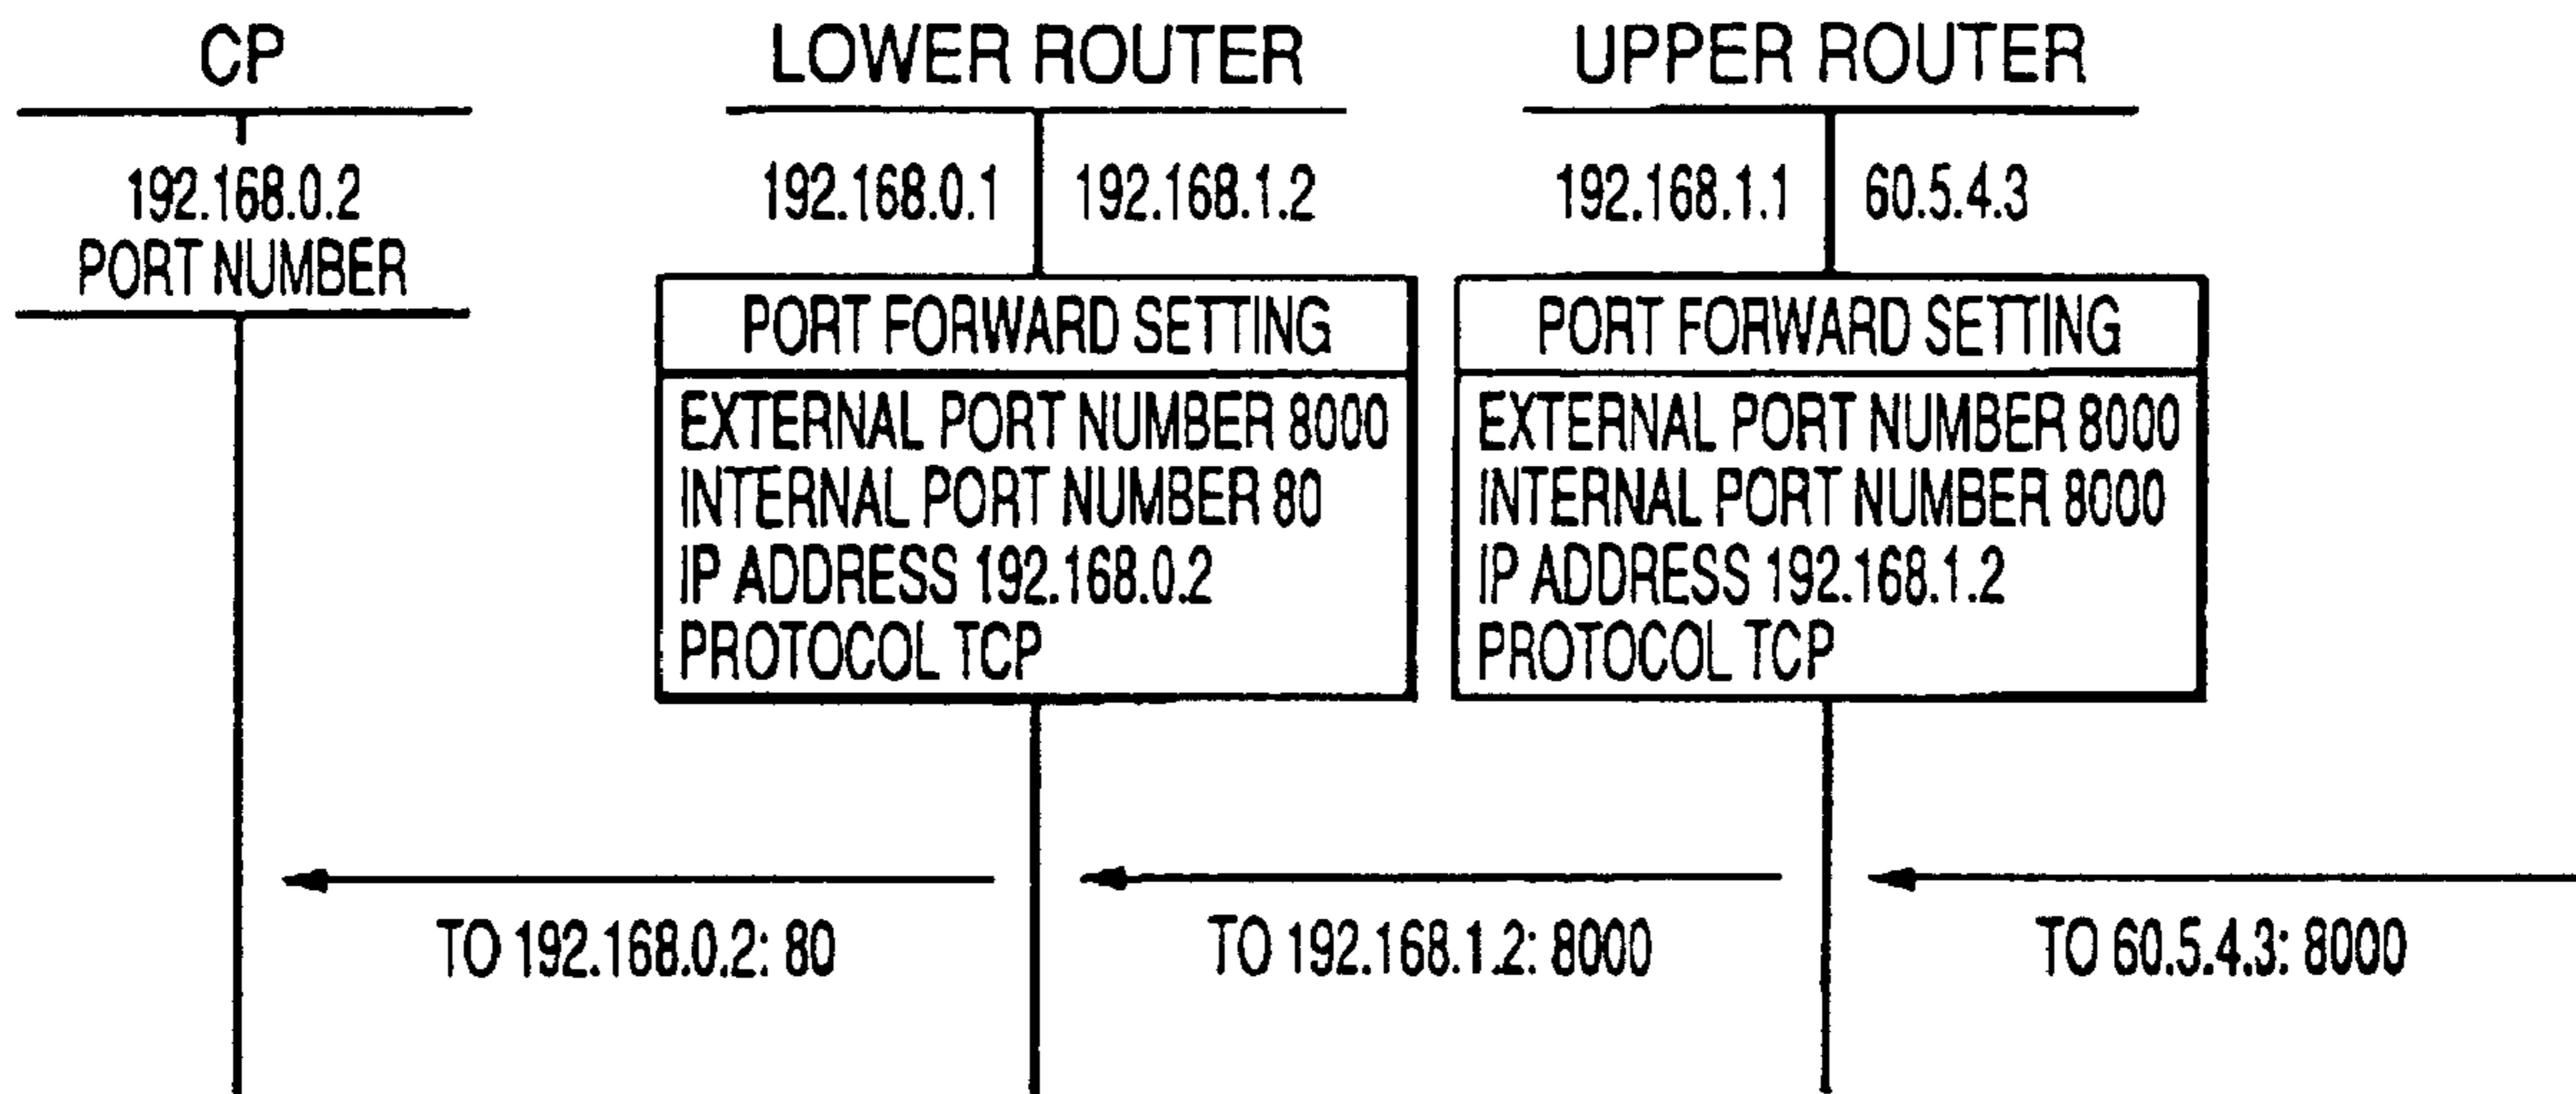 CP
192.168.0.2
PORT NUMBER
LOWER ROUTER
192.168.0.1
192.168.1.2
PORT FORWARD SETTING
EXTERNAL PORT NUMBER 8000
INTERNAL PORT NUMBER 80
IP ADDRESS 192.168.0.2
PROTOCOL TCP
UPPER ROUTER
192.168.1.1
60.5.4.3
PORT FORWARD SETTING
EXTERNAL PORT NUMBER 8000
INTERNAL PORT NUMBER 8000
IP ADDRESS 192.168.1.2
PROTOCOL TCP
TO 192.168.0.2: 80
TO 192.168.1.2: 8000
TO 60.5.4.3: 8000